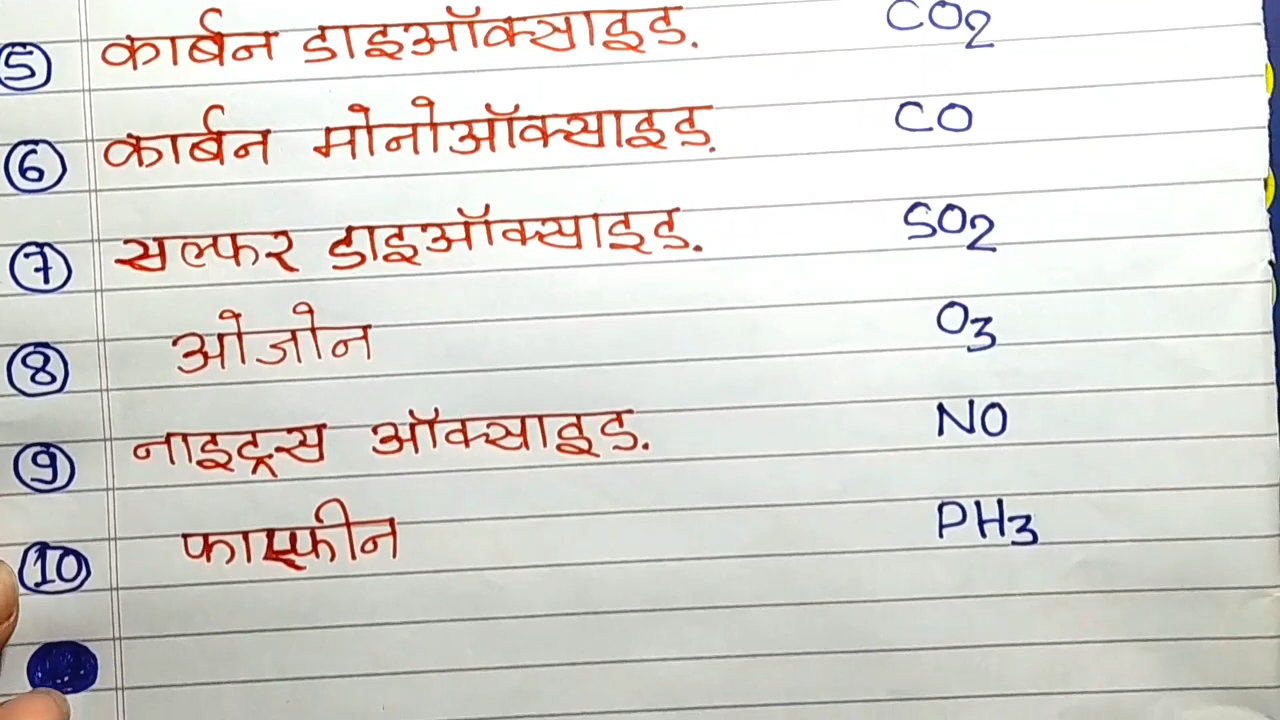 5 कार्बन डाइऑक्साइड. CO2
6 कार्बन मोनोऑक्साइड. CO
7 सल्फर डाइऑक्साइड. SO2
8 ओजोन O3
9 नाइट्रस ऑक्साइड. NO
10 फास्फीन PH3